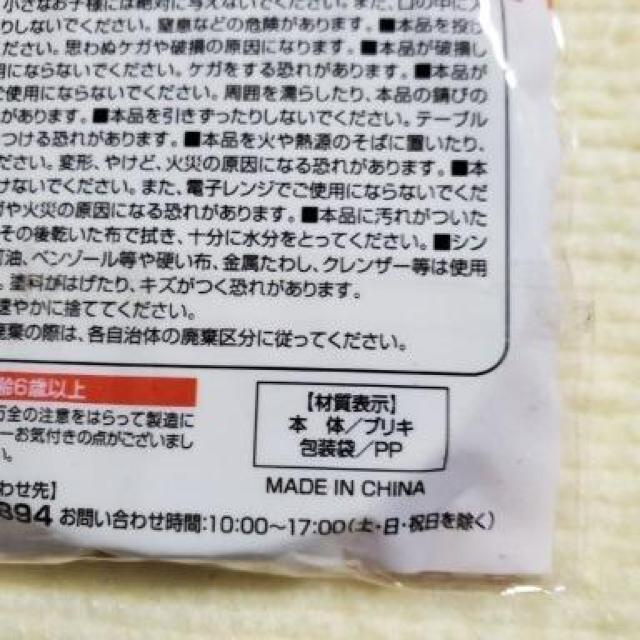 小さなお子様には絶対に与えないでください。また、口の中に入
りしないでください。窒息などの危険があります。■本品を投げ
ださい。思わぬケガや破損の原因になります。■本品が破損し
用にならないでください。ケガをする恐れがあります。■本品が
ご使用にならないでください。周囲を濡らしたり、本品の錆びの
があります。■本品を引きずったりしないでください。テーブル
つける恐れがあります。■本品を火や熱源のそばに置いたり、
ださい。変形、やけど、火災の原因になる恐れがあります。■本
けないでください。また、電子レンジでご使用にならないでくだ
ガや火災の原因になる恐れがあります。■本品に汚れがついた
その後乾いた布で拭き、十分に水分をとってください。■シン
灯油、ベンゾール等や硬い布、金属たわし、クレンザー等は使用
。塗料がはげたり、キズがつく恐れがあります。
速やかに捨ててください。
廃棄の際は、各自治体の廃棄区分に従ってください。
齢6歳以上
万全の注意をはらって製造に
一お気付きの点がございまし
い。
【材質表示】
本 体/ブリキ
包装袋/PP
MADE IN CHINA
わせ先】
894 お問い合わせ時間:10:00~17:00(土・日・祝日を除く)